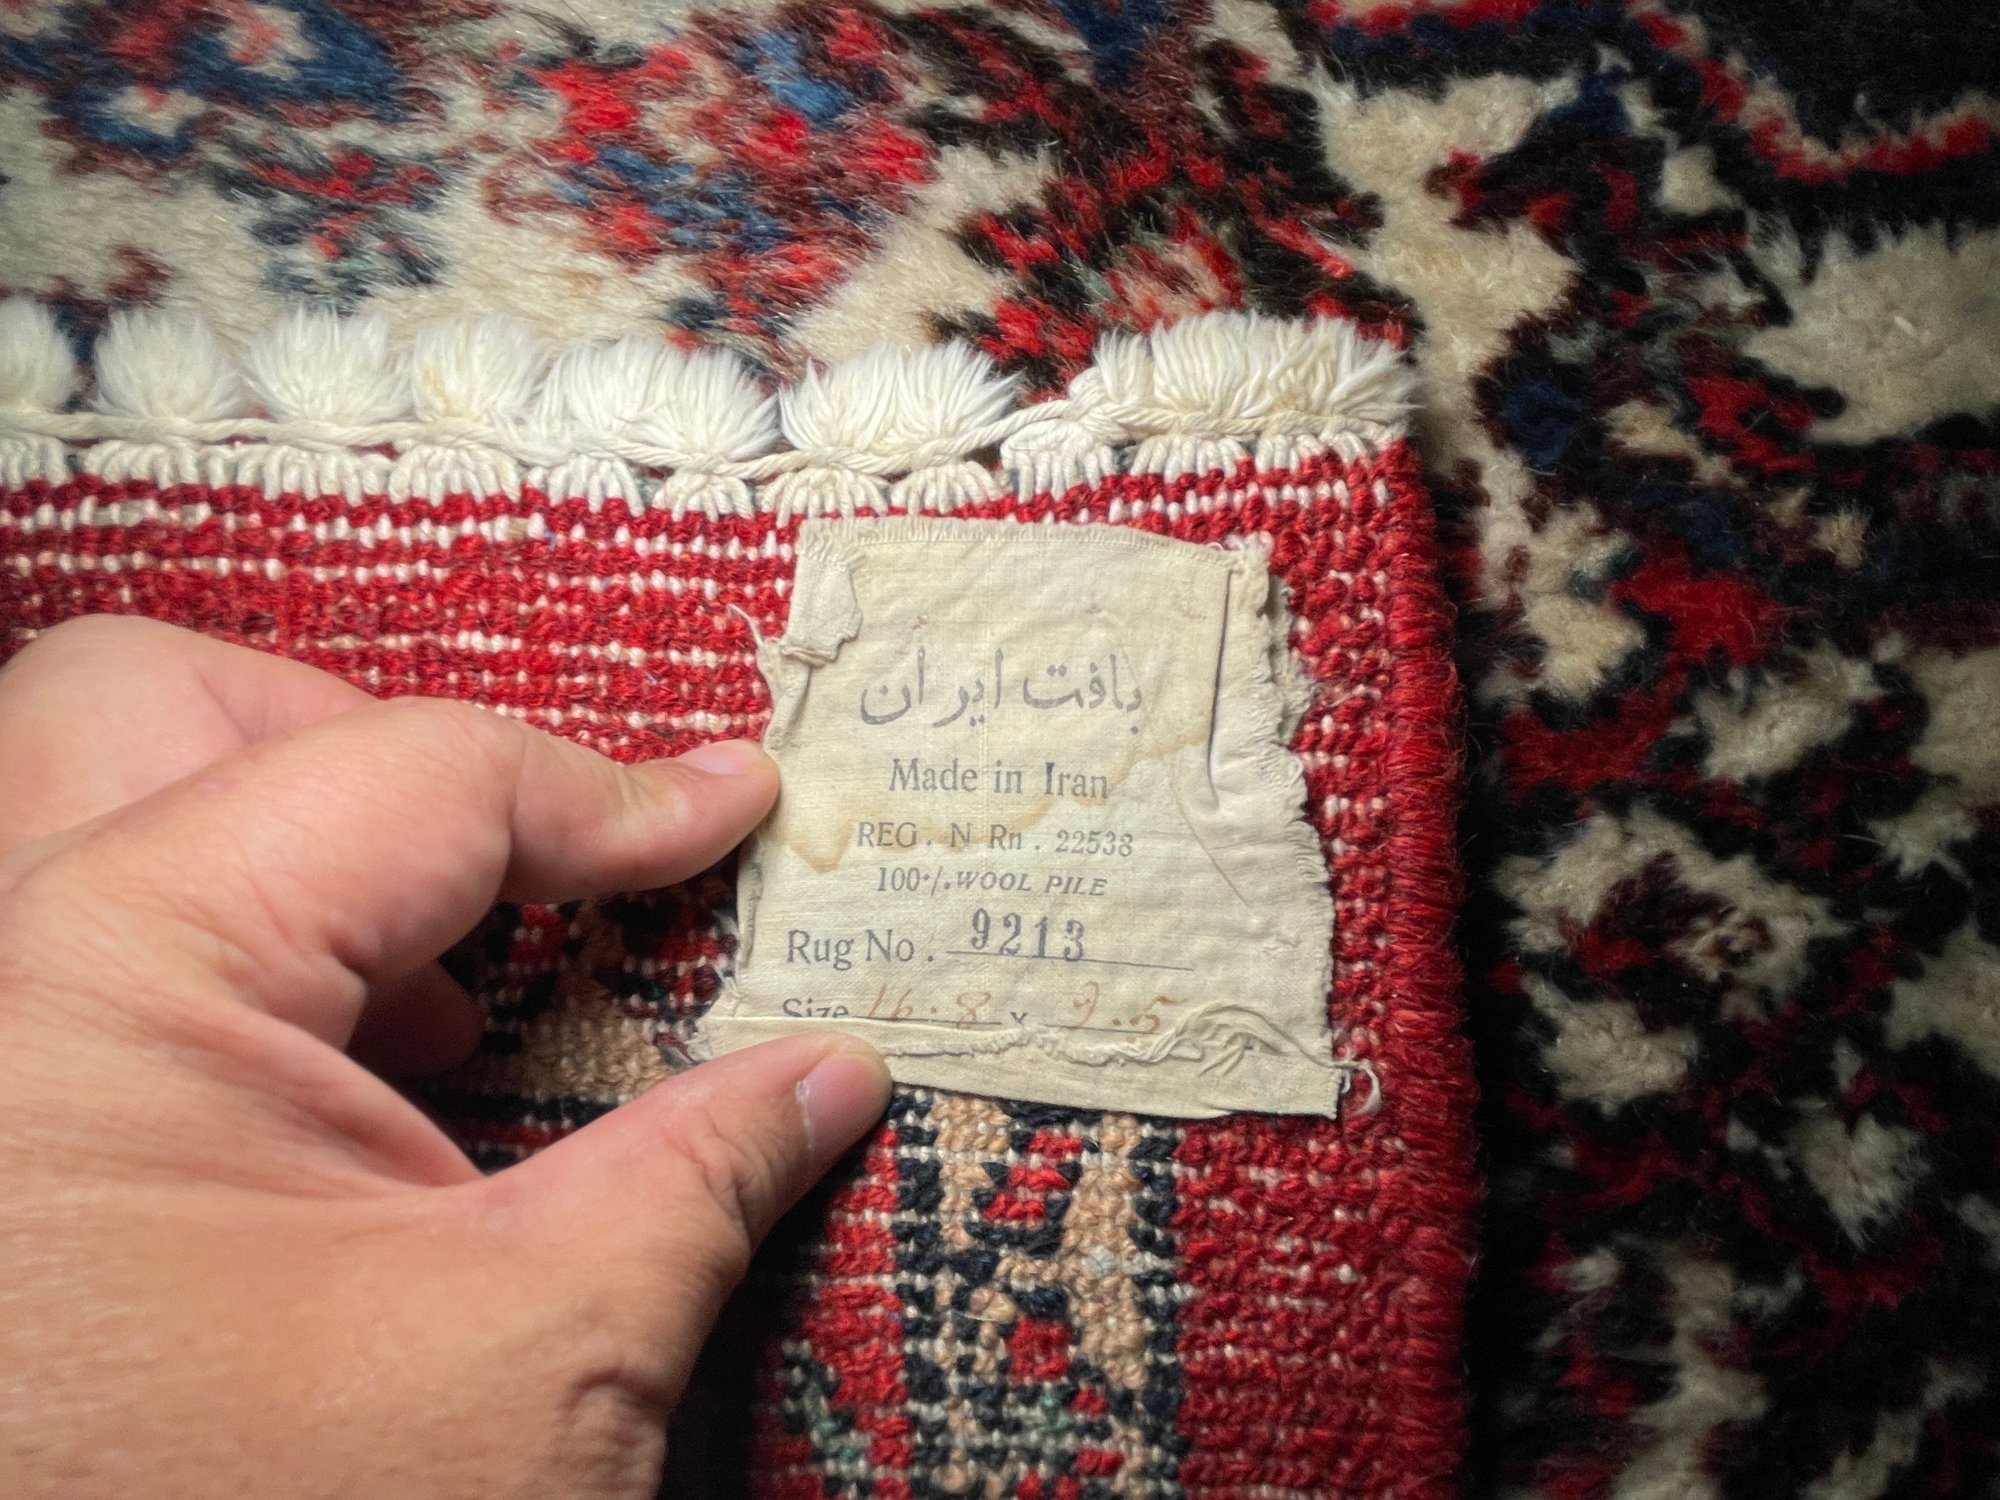 بافت ایران
Made in Iran
REG. N Rn. 22538
100·/. WOOL PILE
Rug No. 9213
Size 16.8 x 9.5